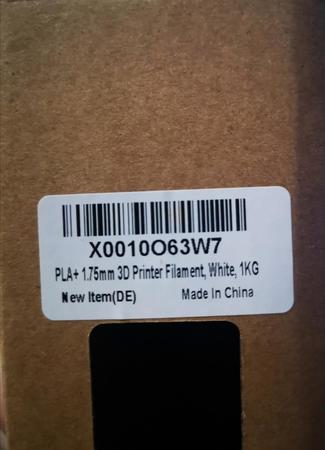 X0010O63W7
PLA+ 1.75mm 3D Printer Filament, White, 1KG
New Item(DE) Made In China